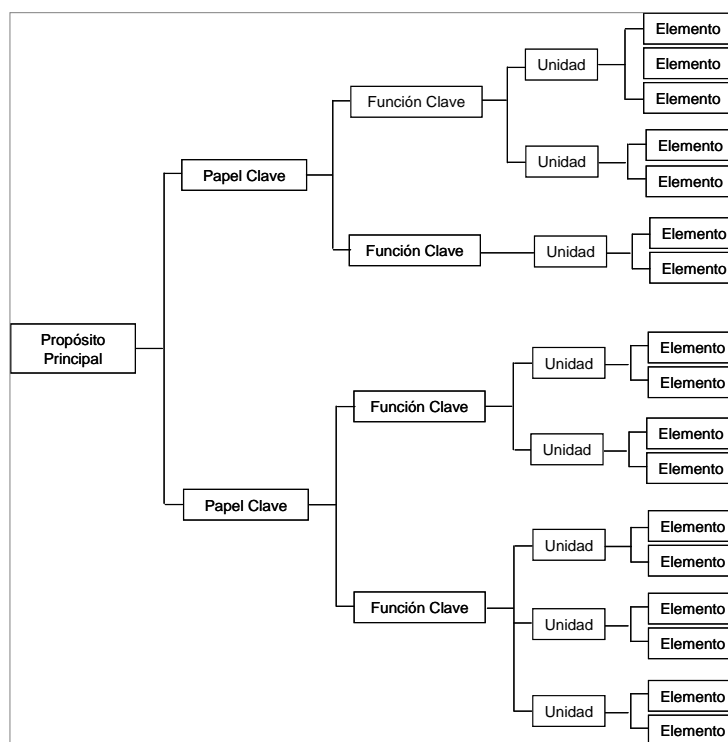 Elemento
Elemento
Elemento
Unidad
Función Clave
Elemento
Elemento
Unidad
Papel Clave
Elemento
Elemento
Unidad
Función Clave
Propósito
Principal
Elemento
Elemento
Unidad
Función Clave
Elemento
Elemento
Unidad
Papel Clave
Elemento
Elemento
Unidad
Función Clave
Elemento
Elemento
Unidad
Elemento
Elemento
Unidad